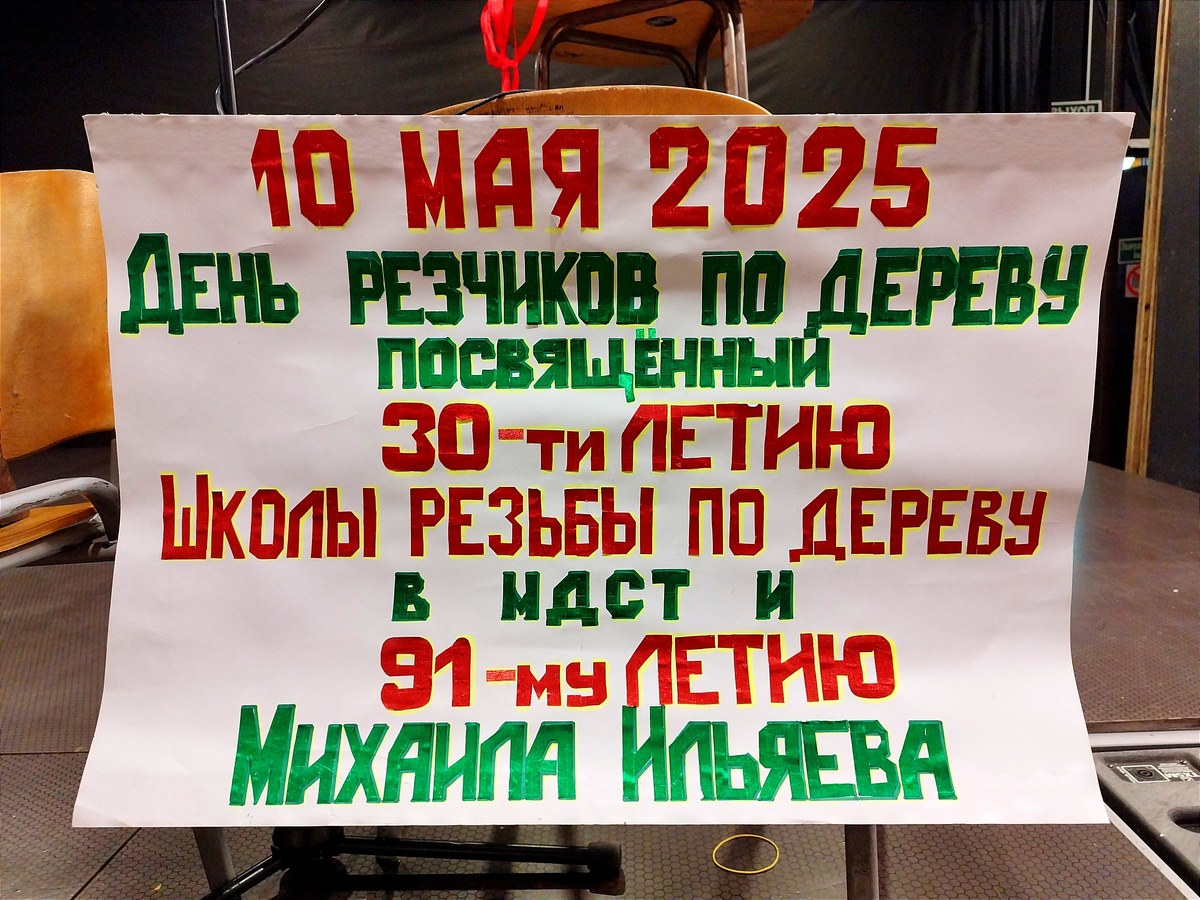 10 МАЯ 2025
ДЕНЬ РЕЗЧИКОВ ПО ДЕРЕВУ
ПОСВЯЩЁННЫЙ
30-ти ЛЕТИЮ
ШКОЛЫ РЕЗЬБЫ ПО ДЕРЕВУ
В МДСТ И
91-му ЛЕТИЮ
МИХАИЛА ИЛЬЯЕВА
ВЫХОД